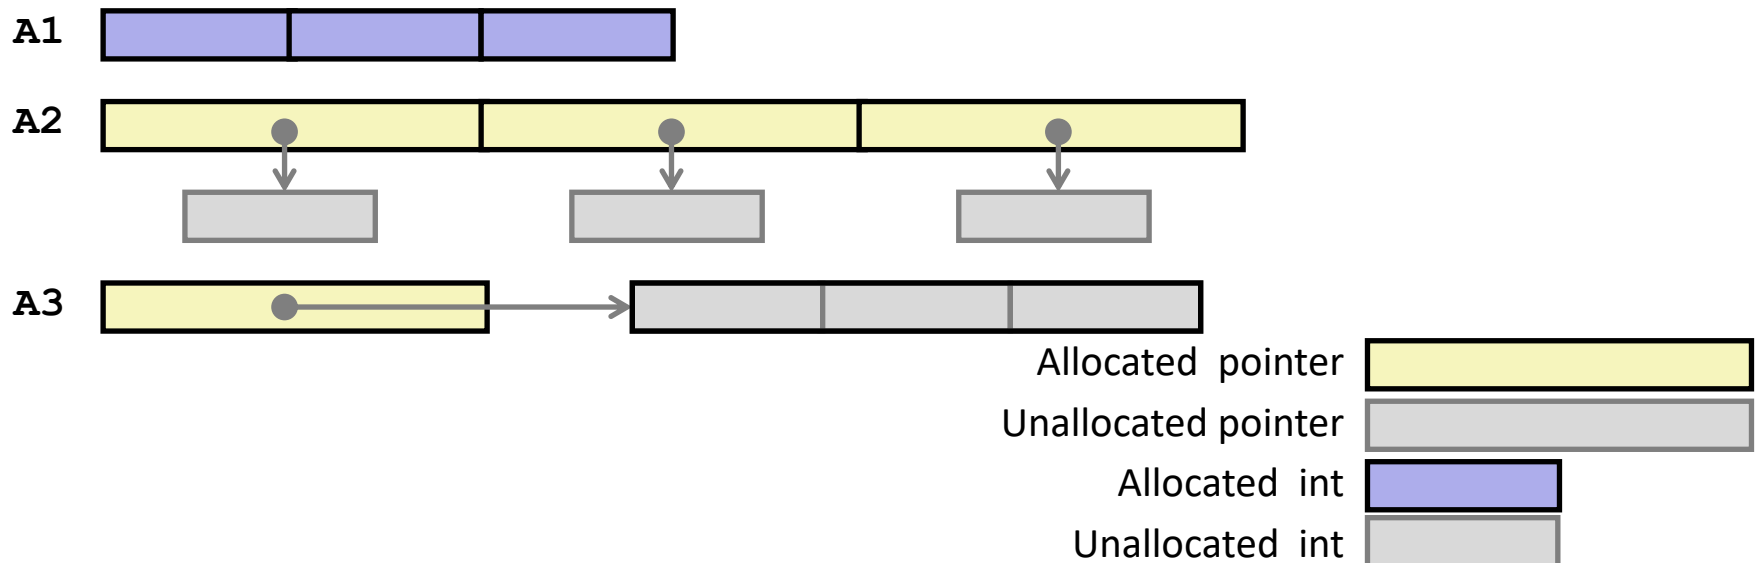 A1
A2
A3
Allocated pointer
Unallocated pointer
Allocated int
Unallocated int